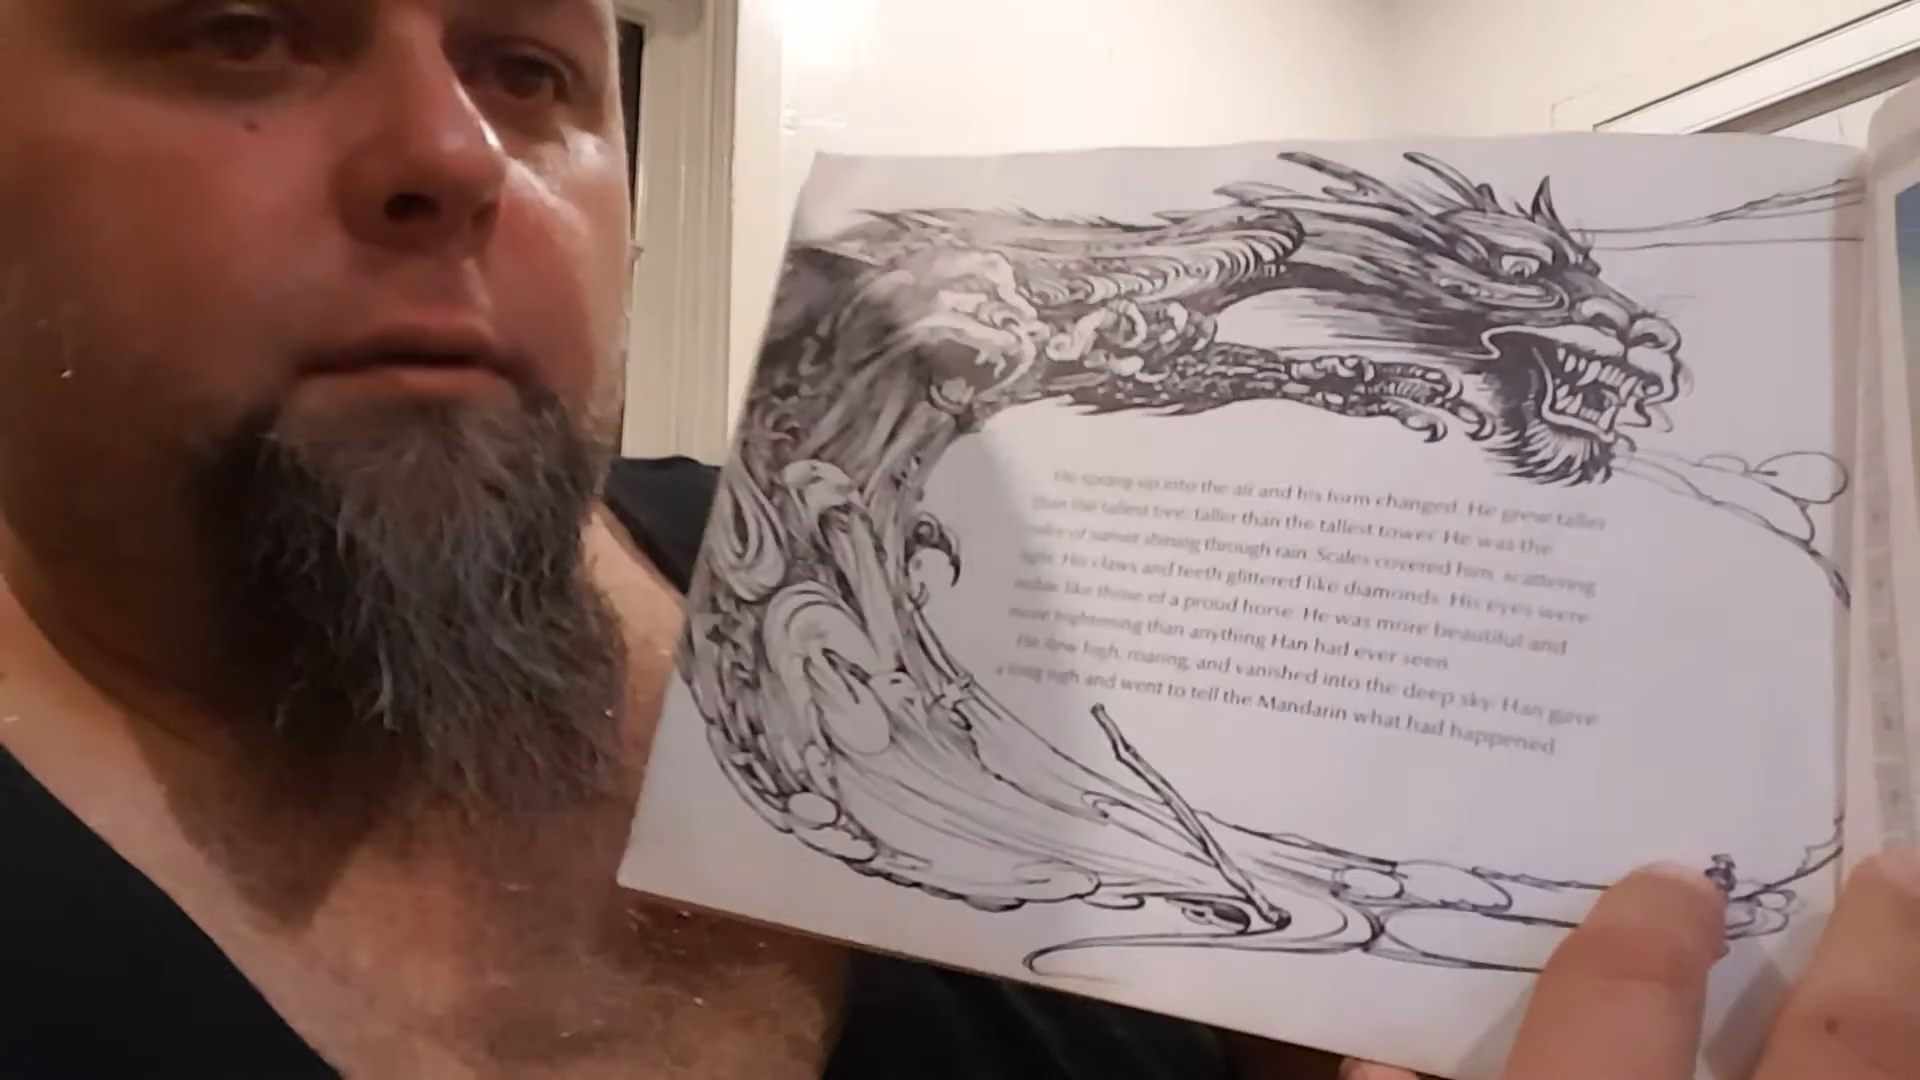 He sprang up into the air and his form changed. He grew taller
than the tallest tree, taller than the tallest tower. He was the
color of sunset shining through rain. Scales covered him, scattering
light. His claws and teeth glittered like diamonds. His eyes were
noble like those of a proud horse. He was more beautiful and
more frightening than anything Han had ever seen.
He flew high, roaring, and vanished into the deep sky. Han gave
a long sigh and went to tell the Mandarin what had happened.